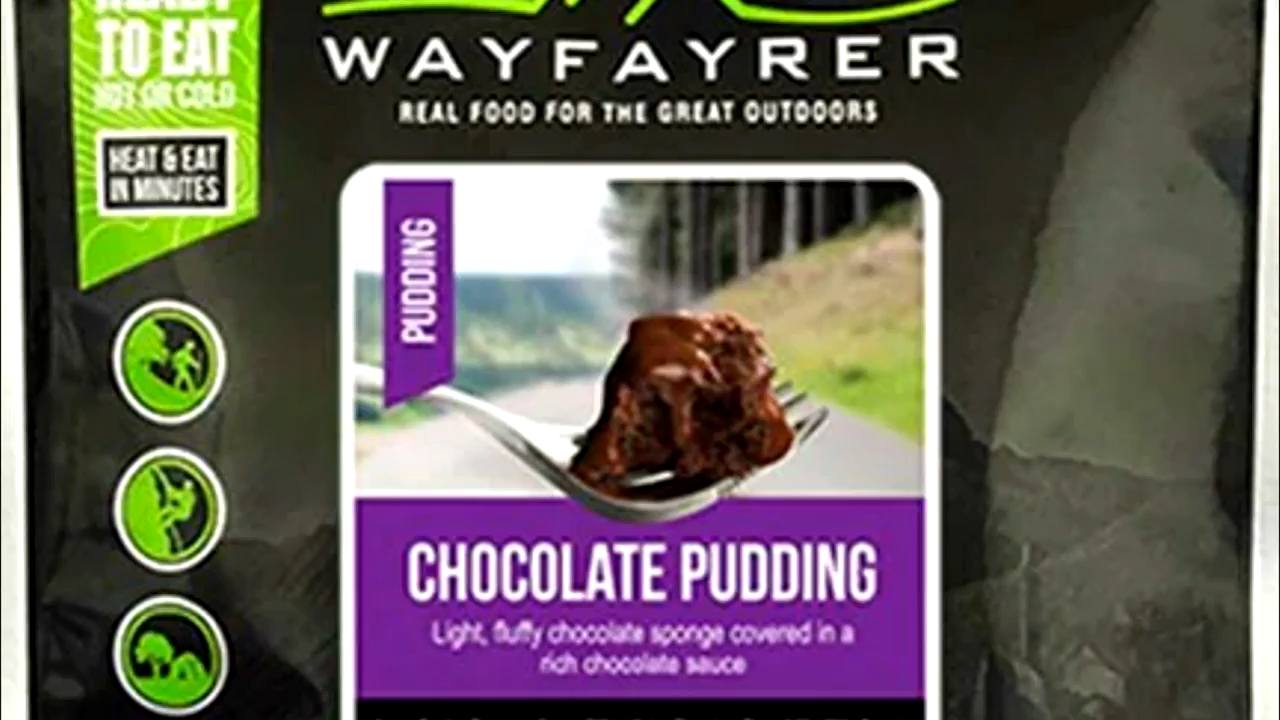 READY
TO EAT
HOT OR COLD
HEAT & EAT
IN MINUTES
WAYFAYRER
REAL FOOD FOR THE GREAT OUTDOORS
PUDDING
CHOCOLATE PUDDING
Light, fluffy chocolate sponge covered in a
rich chocolate sauce